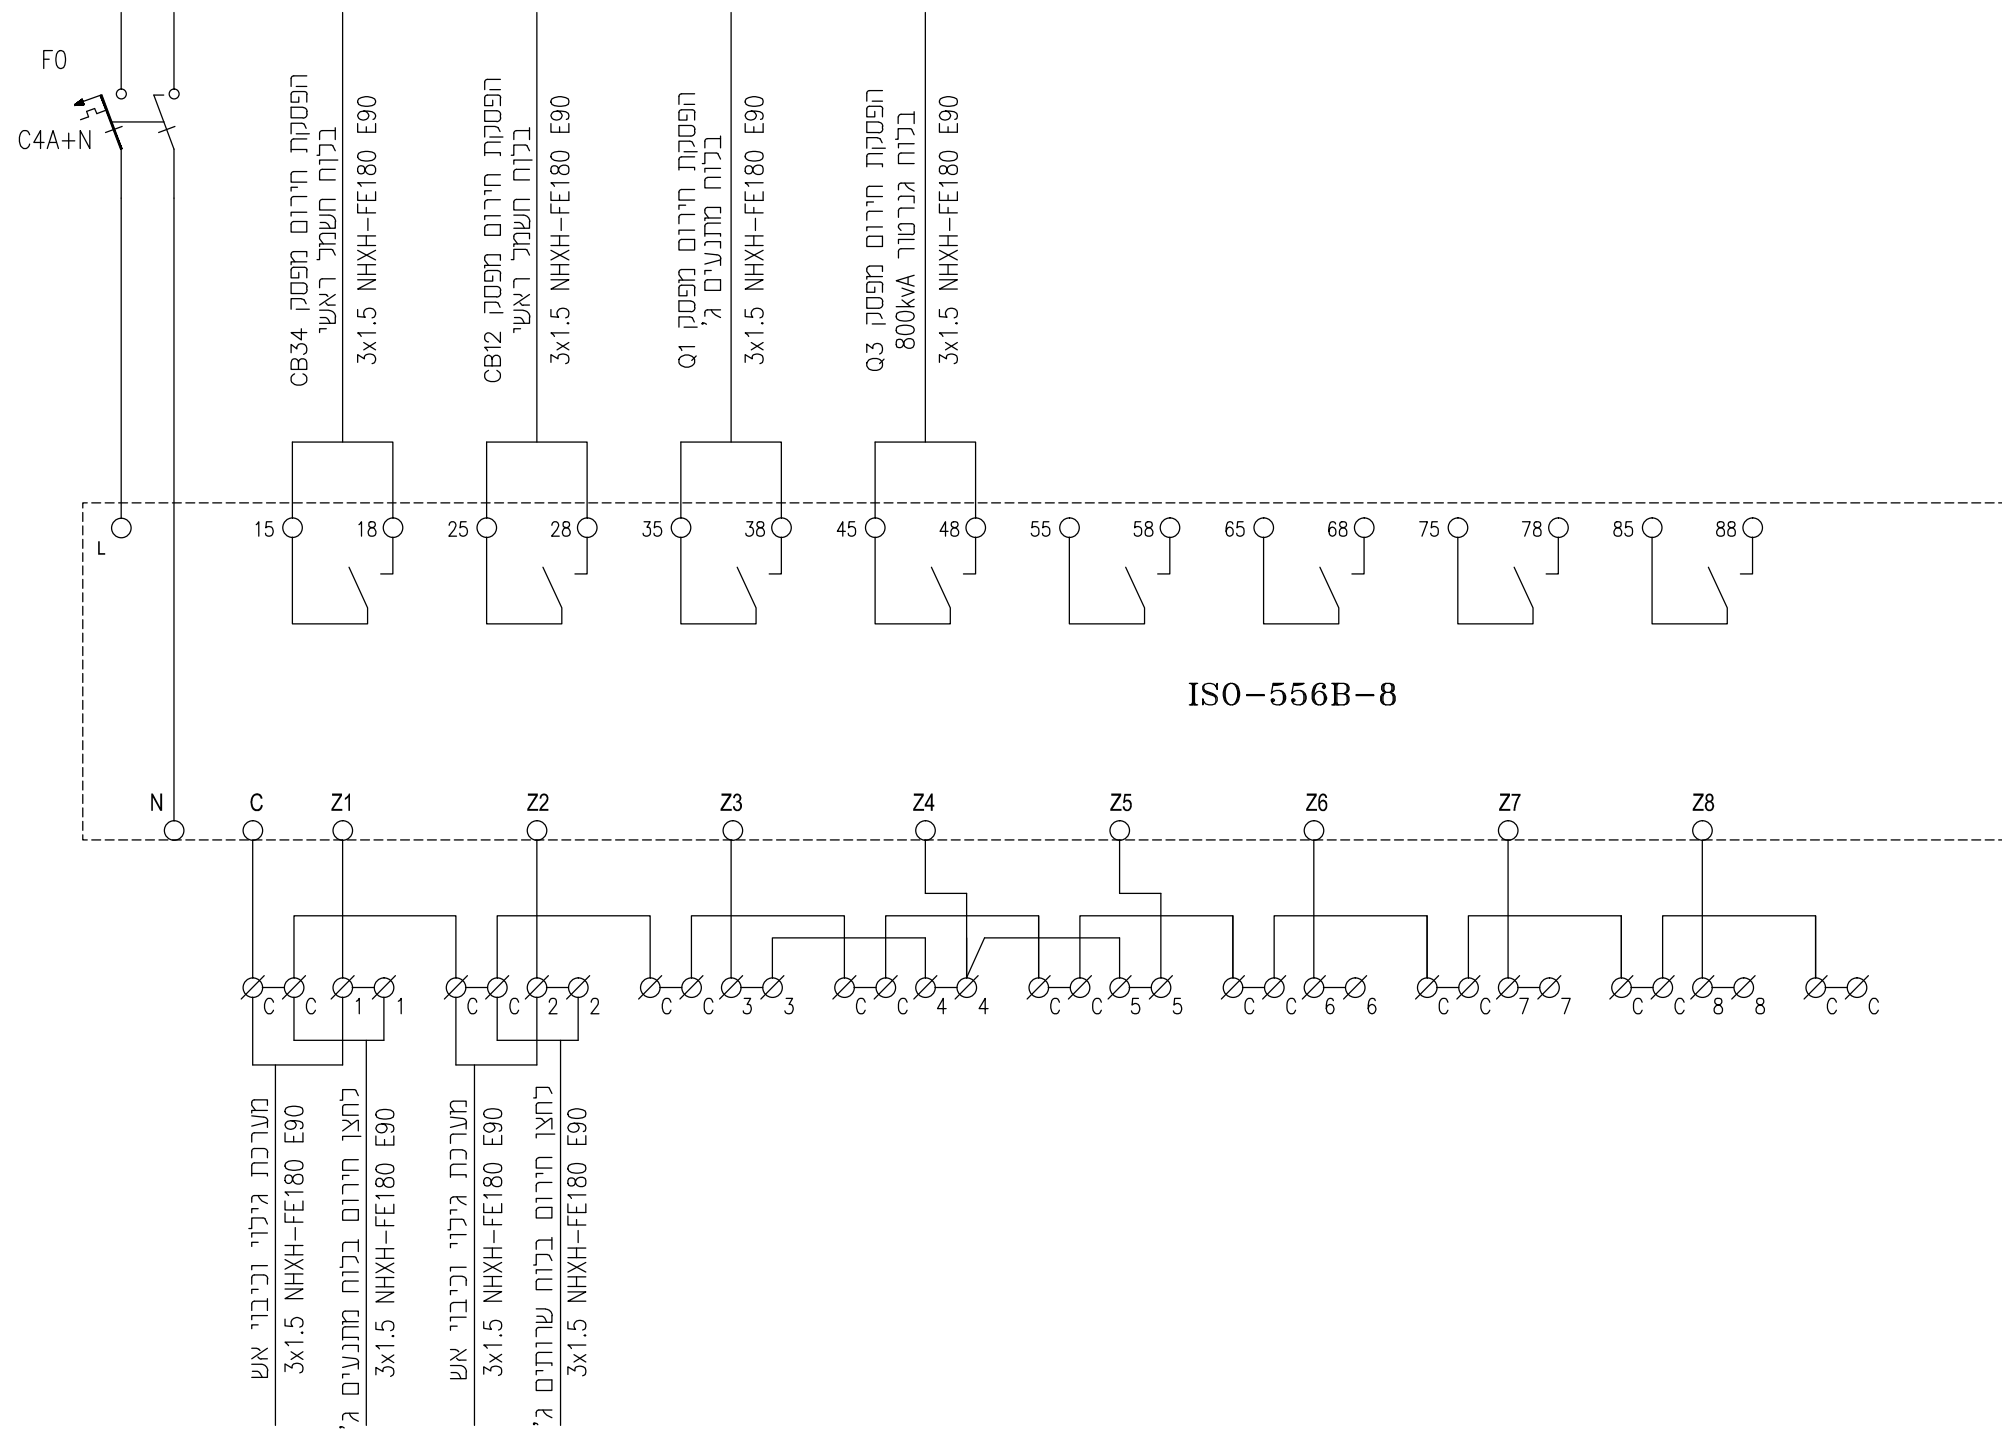 F0
C4A+N
הפסקת חירום מפסק CB34
בלוח חשמל ראשי
3x1.5 NHXH-FE180 E90
הפסקת חירום מפסק CB12
בלוח חשמל ראשי
3x1.5 NHXH-FE180 E90
הפסקת חירום מפסק Q1
בלוח מתנעים ג'
3x1.5 NHXH-FE180 E90
הפסקת חירום מפסק Q3
בלוח גנרטור 800kvA
3x1.5 NHXH-FE180 E90
L
15 18 25 28 35 38 45 48 55 58 65 68 75 78 85 88
ISO-556B-8
N C Z1 Z2 Z3 Z4 Z5 Z6 Z7 Z8
C C 1 1 C C 2 2 C C 3 3 C C 4 4 C C 5 5 C C 6 6 C C 7 7 C C 8 8 C C
מערכת גילוי וכיבוי אש
3x1.5 NHXH-FE180 E90
לחצן חירום בלוח מתנעים ג'
3x1.5 NHXH-FE180 E90
מערכת גילוי וכיבוי אש
3x1.5 NHXH-FE180 E90
לחצן חירום בלוח שרותים ג'
3x1.5 NHXH-FE180 E90